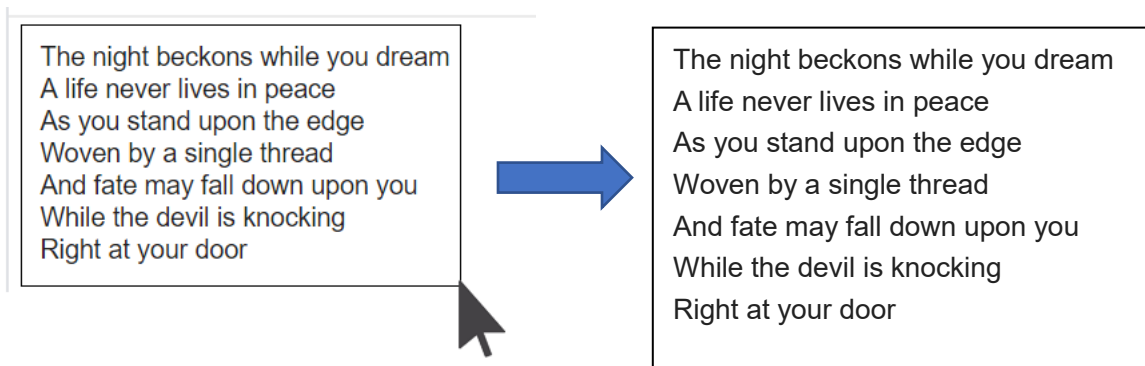 The night beckons while you dream
A life never lives in peace
As you stand upon the edge
Woven by a single thread
And fate may fall down upon you
While the devil is knocking
Right at your door
The night beckons while you dream
A life never lives in peace
As you stand upon the edge
Woven by a single thread
And fate may fall down upon you
While the devil is knocking
Right at your door